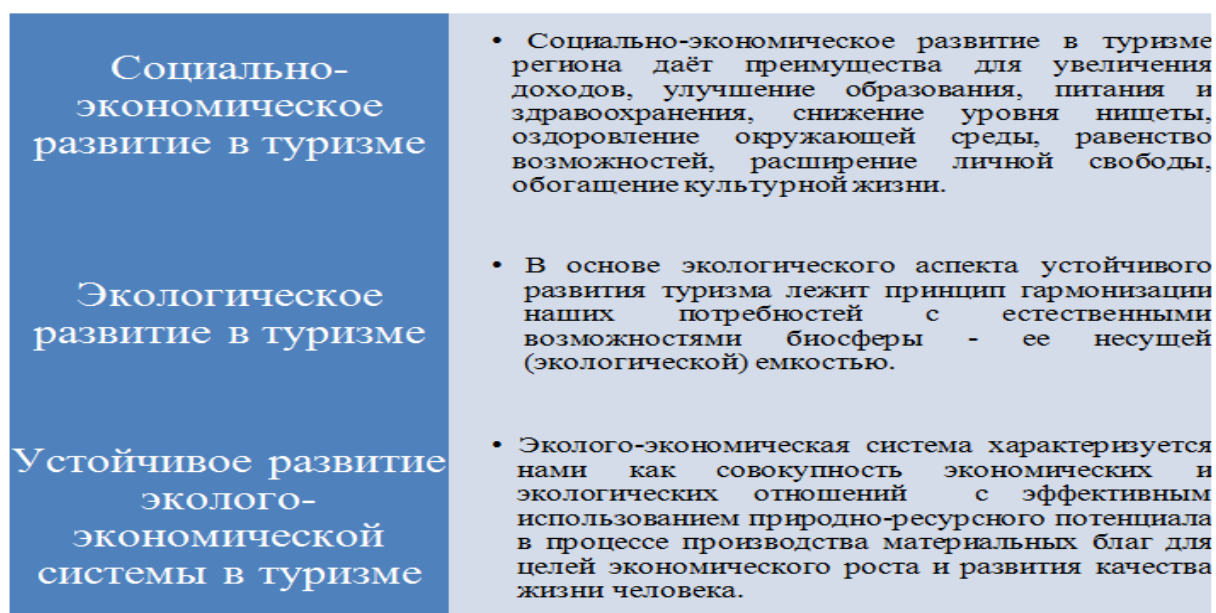 Социально-
экономическое
развитие в туризме
• Социально-экономическое развитие в туризме
региона даёт преимущества для увеличения
доходов, улучшение образования, питания и
здравоохранения, снижение уровня нищеты,
оздоровление окружающей среды, равенство
возможностей, расширение личной свободы,
обогащение культурной жизни.
Экологическое
развитие в туризме
• В основе экологического аспекта устойчивого
развития туризма лежит принцип гармонизации
наших потребностей с естественными
возможностями биосферы - ее несущей
(экологической) емкостью.
Устойчивое развитие
эколого-
экономической
системы в туризме
• Эколого-экономическая система характеризуется
нами как совокупность экономических и
экологических отношений с эффективным
использованием природно-ресурсного потенциала
в процессе производства материальных благ для
целей экономического роста и развития качества
жизни человека.